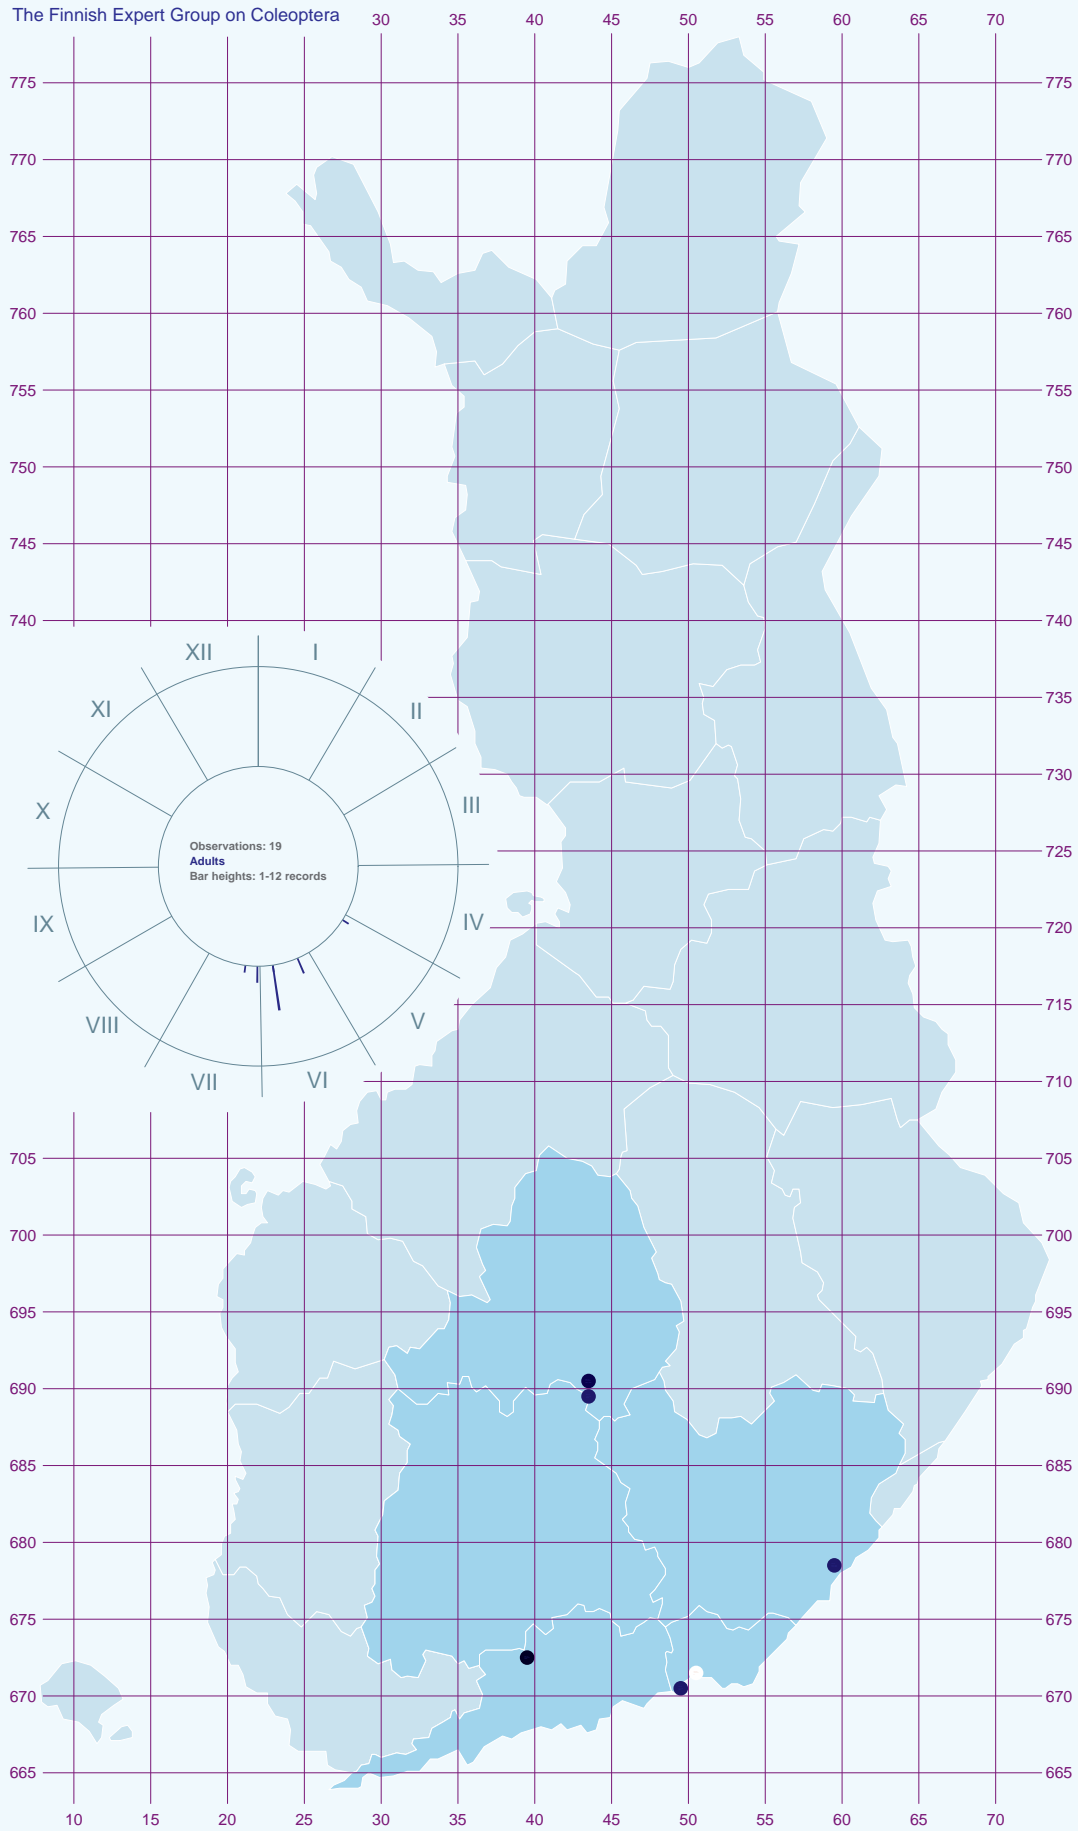 The Finnish Expert Group on Coleoptera 30 35 40 45 50 55 60 65 70
775 775
770 770
765 765
760 760
755 755
750 750
745 745
740 740
XII I
735
XI II
730
X III
725
Observations: 19
Adults
Bar heights: 1-12 records
IX IV 720
715
VIII V
VII VI 710
705 705
700 700
695 695
690 690
685 685
680 680
675 675
670 670
665 665
10 15 20 25 30 35 40 45 50 55 60 65 70